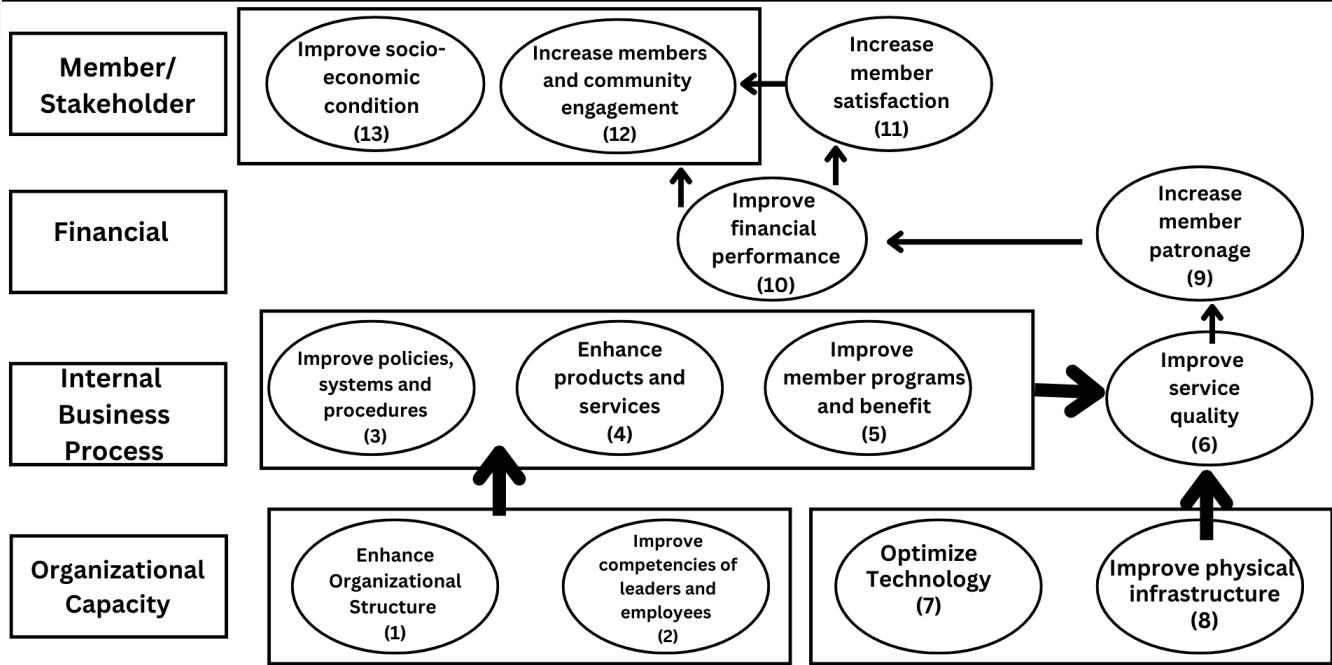 Member/
Stakeholder
Improve socio-
economic
condition
(13)
Increase members
and community
engagement
(12)
Increase
member
satisfaction
(11)
Financial
Improve
financial
performance
(10)
Increase
member
patronage
(9)
Internal
Business
Process
Improve policies,
systems and
procedures
(3)
Enhance
products and
services
(4)
Improve
member programs
and benefit
(5)
Improve
service
quality
(6)
Organizational
Capacity
Enhance
Organizational
Structure
(1)
Improve
competencies of
leaders and
employees
(2)
Optimize
Technology
(7)
Improve physical
infrastructure
(8)